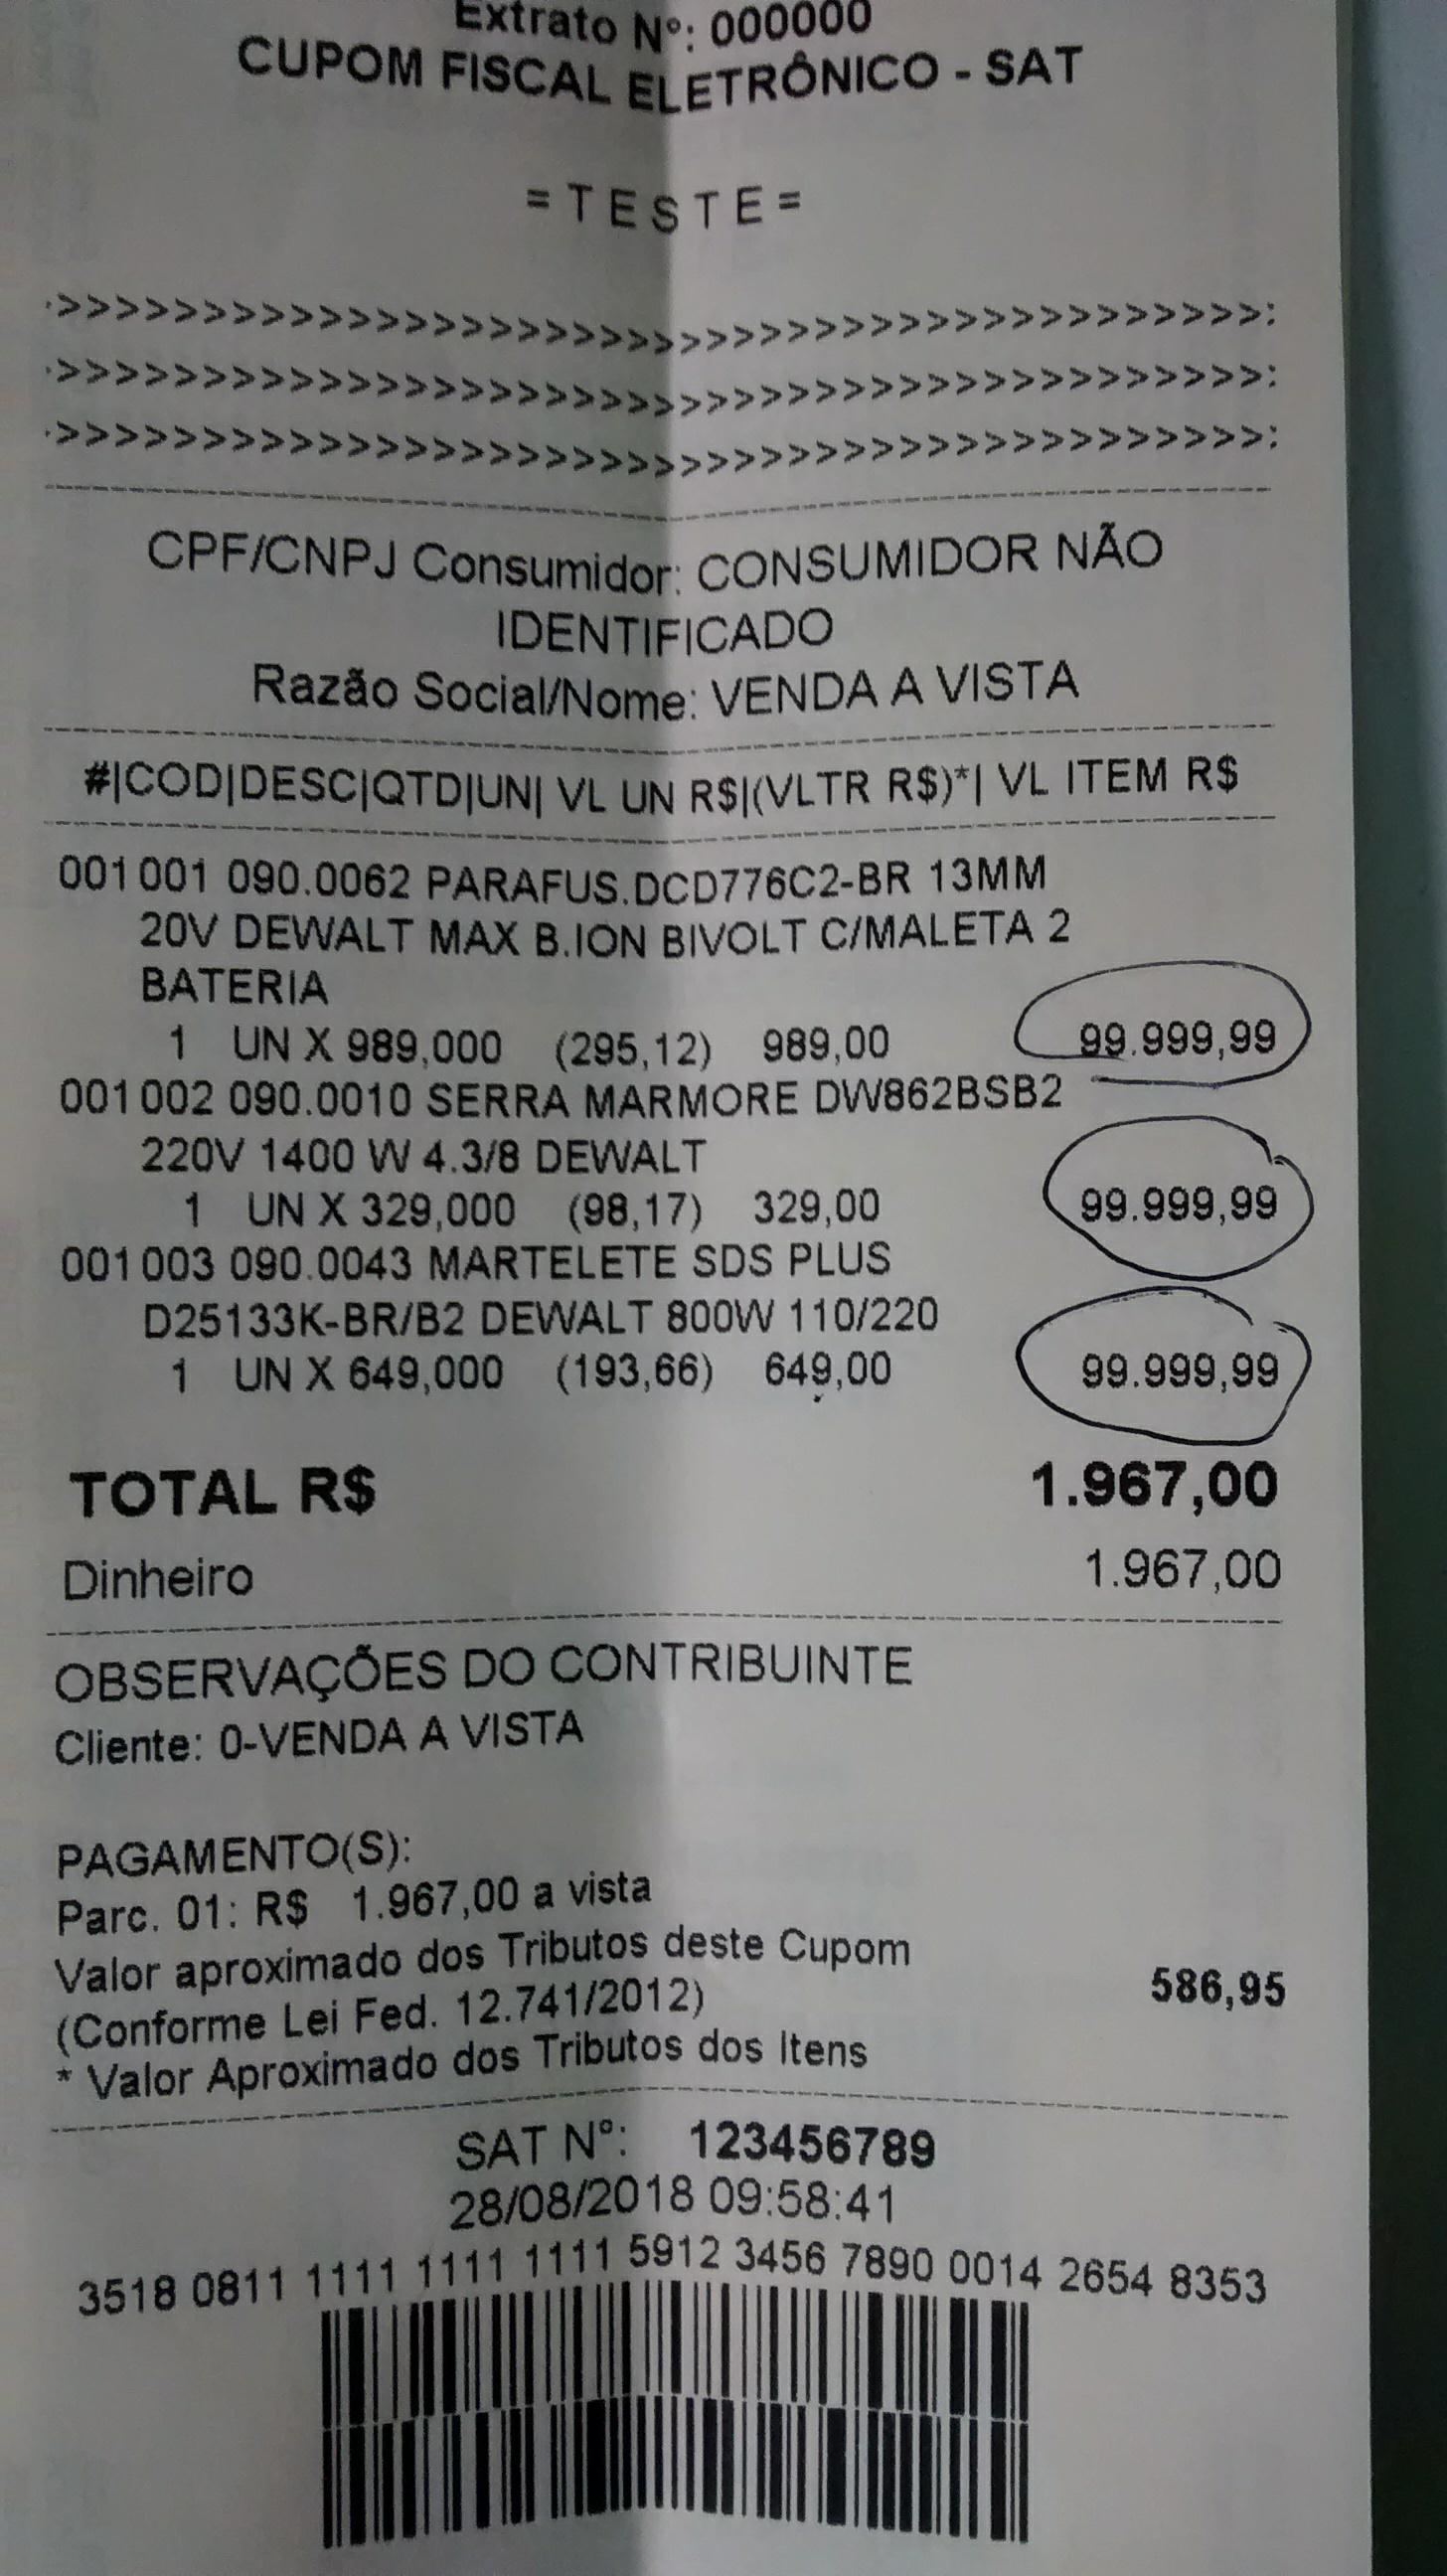 Extrato Nº: 000000
CUPOM FISCAL ELETRÔNICO - SAT
= T E S T E =
>>>>>>>>>>>>>>>>>>>>>>>>>>>>>>>>>>>>>>>>>>>:
>>>>>>>>>>>>>>>>>>>>>>>>>>>>>>>>>>>>>>>>>>>:
>>>>>>>>>>>>>>>>>>>>>>>>>>>>>>>>>>>>>>>>>>>:
CPF/CNPJ Consumidor: CONSUMIDOR NÃO
IDENTIFICADO
Razão Social/Nome: VENDA A VISTA
#|COD|DESC|QTD|UN| VL UN R$|(VLTR R$)*| VL ITEM R$
001 001 090.0062 PARAFUS.DCD776C2-BR 13MM
20V DEWALT MAX B.ION BIVOLT C/MALETA 2
BATERIA
1 UN X 989,000 (295,12) 989,00 99.999,99
001 002 090.0010 SERRA MARMORE DW862BSB2
220V 1400 W 4.3/8 DEWALT
1 UN X 329,000 (98,17) 329,00 99.999,99
001 003 090.0043 MARTELETE SDS PLUS
D25133K-BR/B2 DEWALT 800W 110/220
1 UN X 649,000 (193,66) 649,00 99.999,99
TOTAL R$ 1.967,00
Dinheiro 1.967,00
OBSERVAÇÕES DO CONTRIBUINTE
Cliente: 0-VENDA A VISTA
PAGAMENTO(S):
Parc. 01: R$ 1.967,00 a vista
Valor aproximado dos Tributos deste Cupom
(Conforme Lei Fed. 12.741/2012) 586,95
* Valor Aproximado dos Tributos dos Itens
SAT Nº: 123456789
28/08/2018 09:58:41
3518 0811 1111 1111 1111 5912 3456 7890 0014 2654 8353